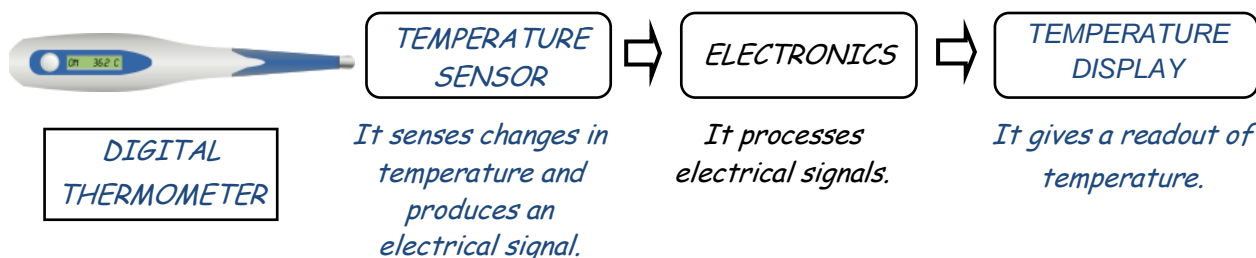 ON 36.2 C
DIGITAL
THERMOMETER
TEMPERATURE
SENSOR
It senses changes in
temperature and
produces an
electrical signal.
ELECTRONICS
It processes
electrical signals.
TEMPERATURE
DISPLAY
It gives a readout of
temperature.